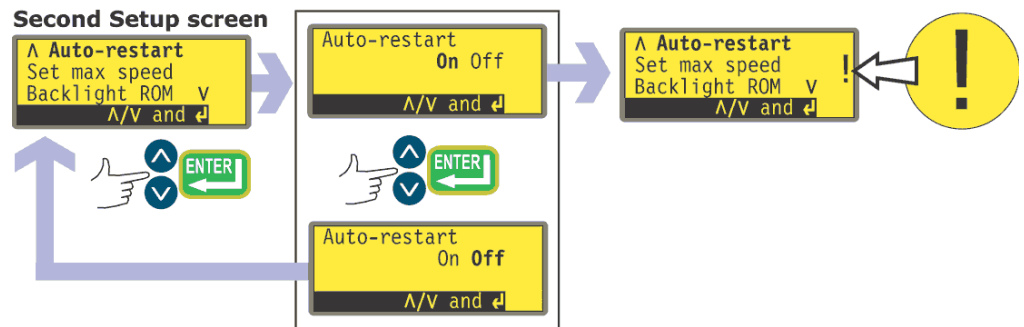 Second Setup screen
Λ Auto-restart
Set max speed
Backlight ROM V
Λ/V and ↲
ENTER
Auto-restart
On Off
Λ/V and ↲
ENTER
Auto-restart
On Off
Λ/V and ↲
Λ Auto-restart
Set max speed !
Backlight ROM V
Λ/V and ↲
!